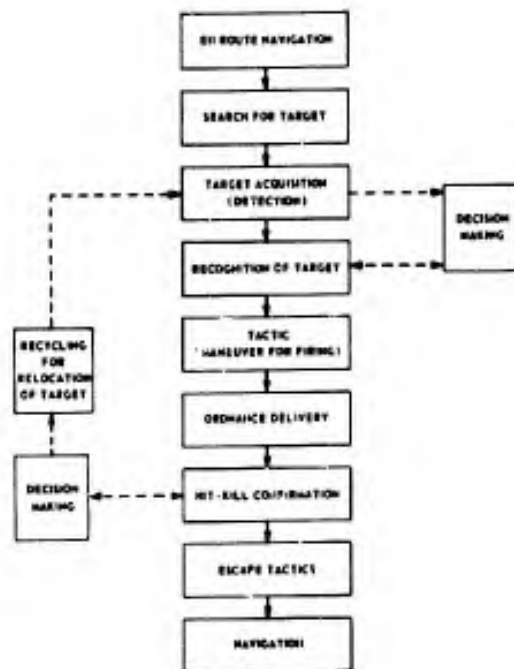 EN ROUTE NAVIGATION
SEARCH FOR TARGET
TARGET ACQUISITION
(DETECTION)
DECISION
MAKING
RECOGNITION OF TARGET
TACTIC
(MANEUVER FOR FIRING)
RECYCLING
FOR
RELOCATION
OF TARGET
ORDNANCE DELIVERY
DECISION
MAKING
HIT - KILL CONFIRMATION
ESCAPE TACTICS
NAVIGATION